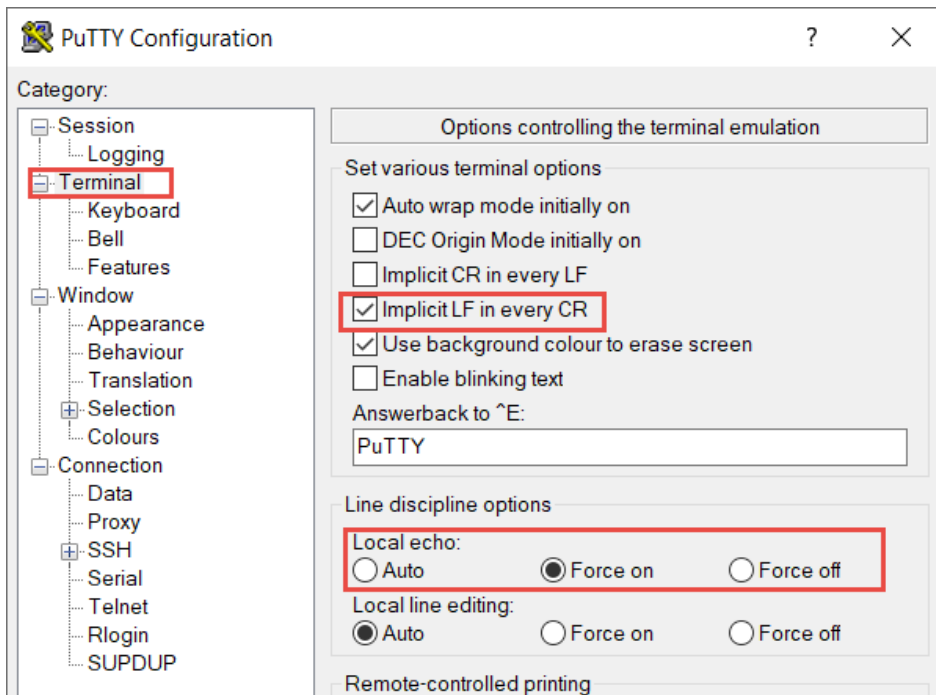 PuTTY Configuration
?
Category:
Session
Logging
Terminal
Keyboard
Bell
Features
Window
Appearance
Behaviour
Translation
Selection
Colours
Connection
Data
Proxy
SSH
Serial
Telnet
Rlogin
SUPDUP
Options controlling the terminal emulation
Set various terminal options
Auto wrap mode initially on
DEC Origin Mode initially on
Implicit CR in every LF
Implicit LF in every CR
Use background colour to erase screen
Enable blinking text
Answerback to ^E:
PuTTY
Line discipline options
Local echo:
Auto Force on Force off
Local line editing:
Auto Force on Force off
Remote-controlled printing